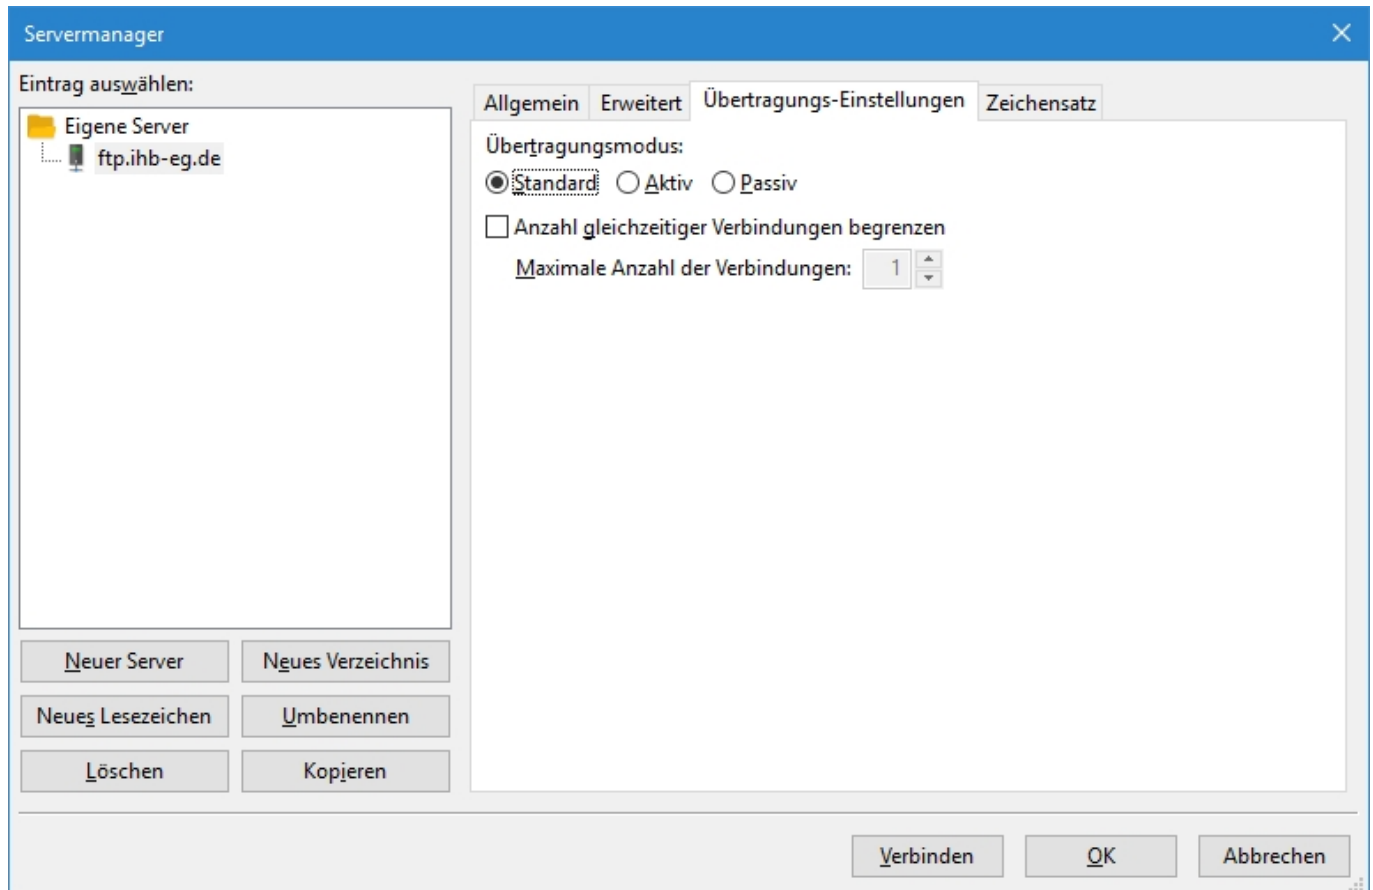 Servermanager
Eintrag auswählen:
Eigene Server
ftp.ihb-eg.de
Neuer Server
Neues Verzeichnis
Neues Lesezeichen
Umbenennen
Löschen
Kopieren
Allgemein Erweitert Übertragungs-Einstellungen Zeichensatz
Übertragungsmodus:
Standard Aktiv Passiv
Anzahl gleichzeitiger Verbindungen begrenzen
Maximale Anzahl der Verbindungen: 1
Verbinden OK Abbrechen